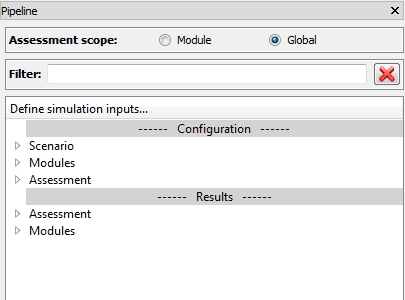 Pipeline
Assessment scope: Module Global
Filter:
Define simulation inputs...
------ Configuration ------
Scenario
Modules
Assessment
------ Results ------
Assessment
Modules